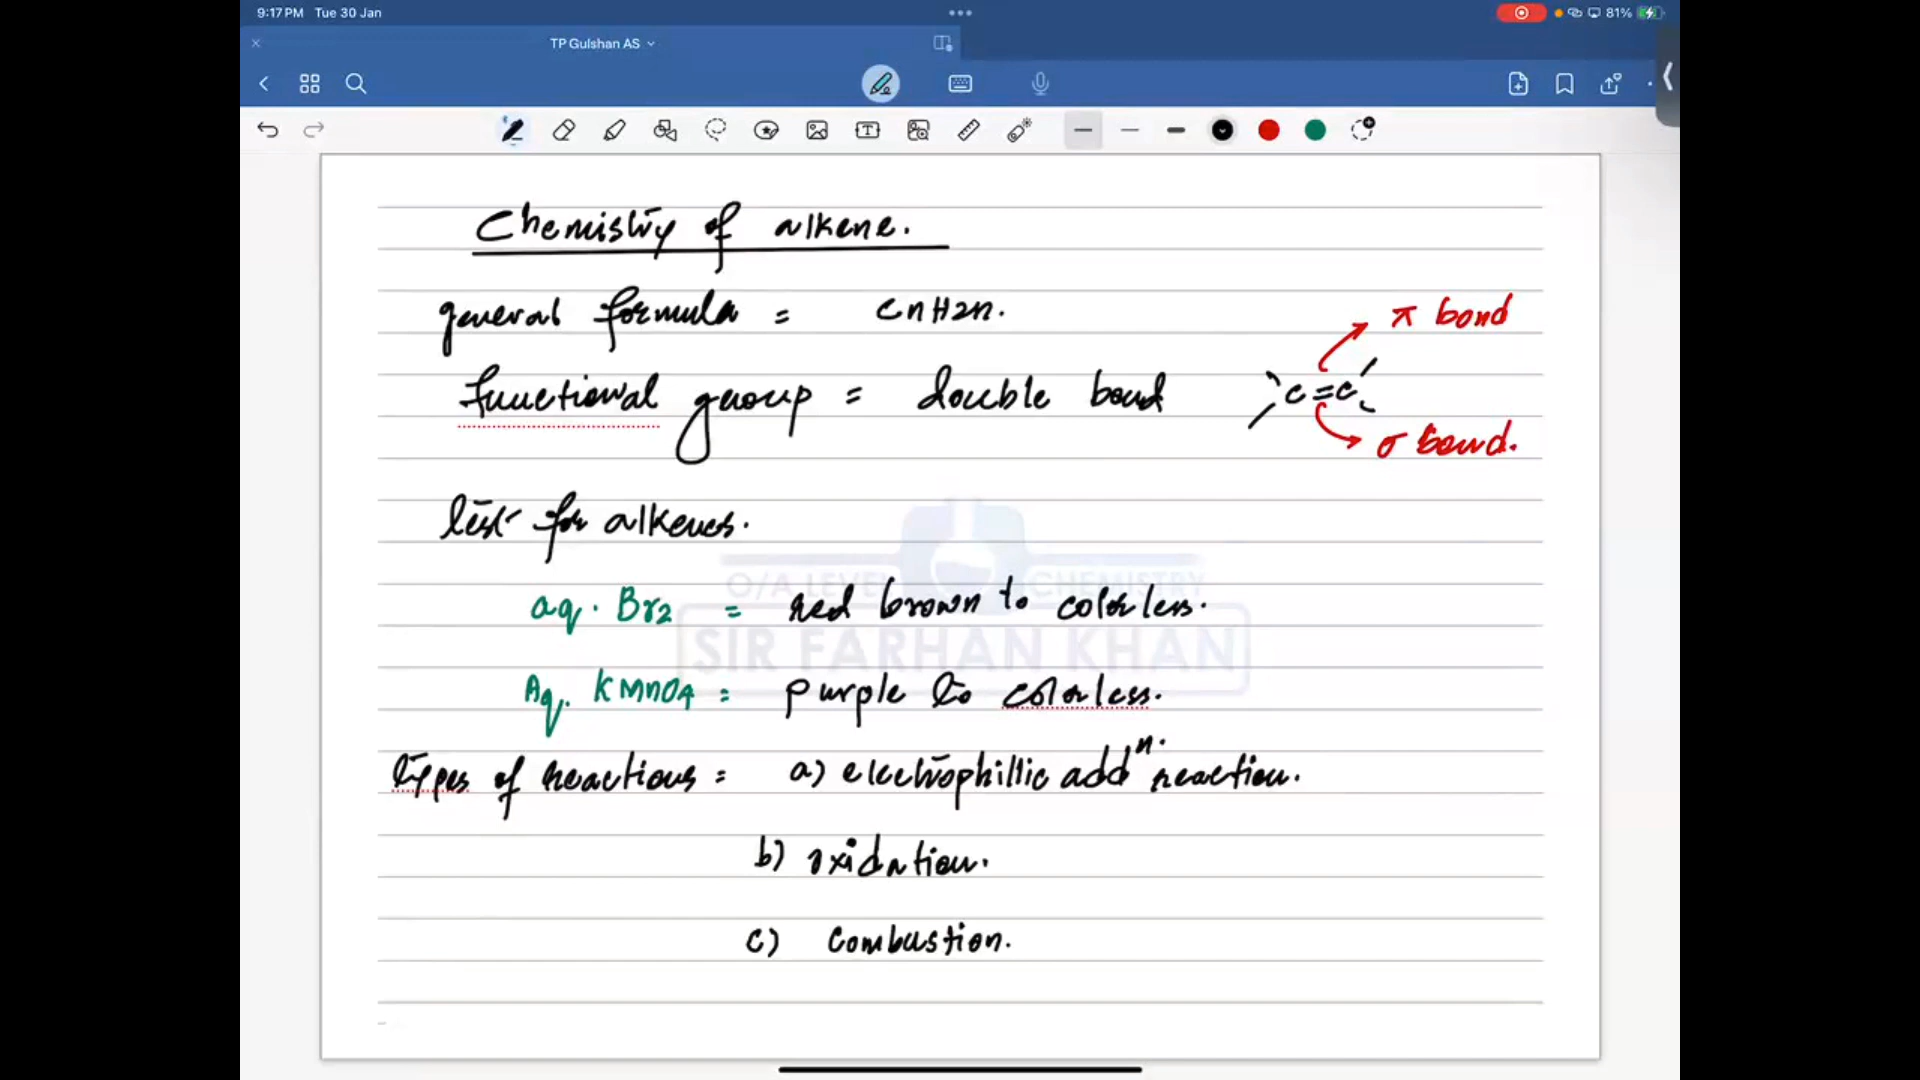 9:17 PM Tue 30 Jan
81%
TP Gulshan AS
Chemistry of alkene.
general formula = CnH2n.
π bond
functional group = double bond C=C
σ bond.
test for alkenes.
O/A LEVEL CHEMISTRY
aq. Br2 = red brown to colorless.
SIR FARHAN KHAN
Aq. KMnO4 = purple to colorless.
types of reactions = a) electrophillic addⁿ. reaction.
b) oxidation.
c) combustion.